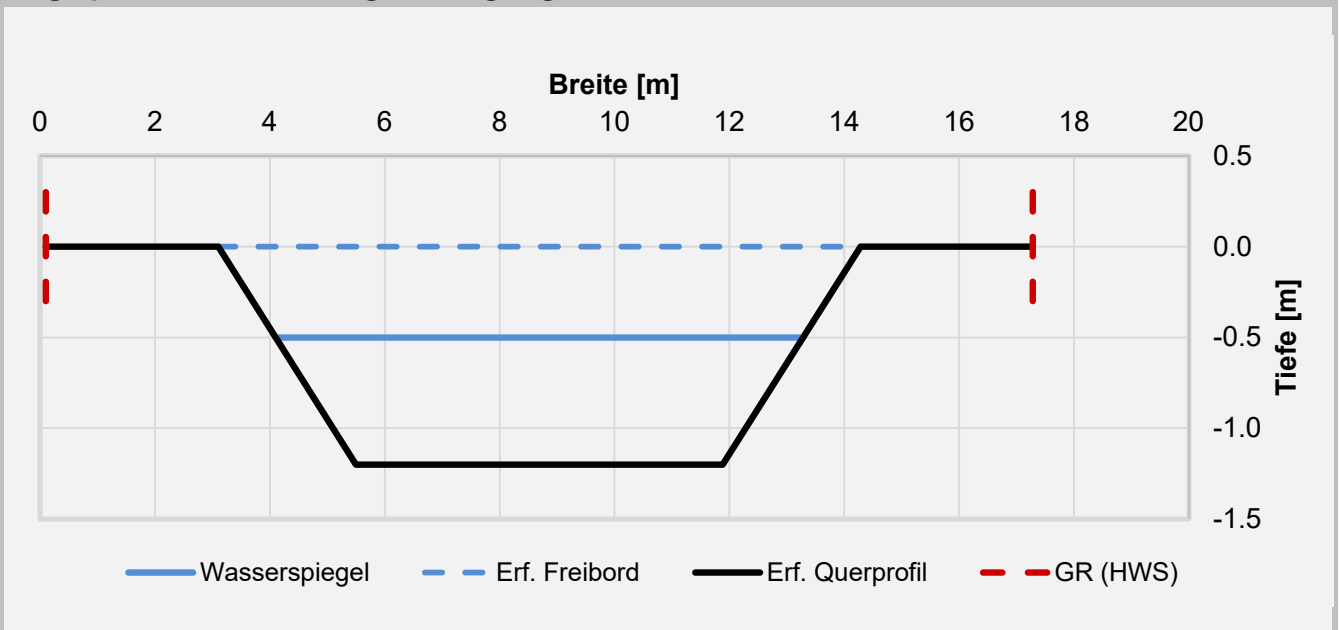 Breite [m]
0 2 4 6 8 10 12 14 16 18 20
0.5
0.0
-0.5
-1.0
-1.5
Tiefe [m]
Wasserspiegel Erf. Freibord Erf. Querprofil GR (HWS)